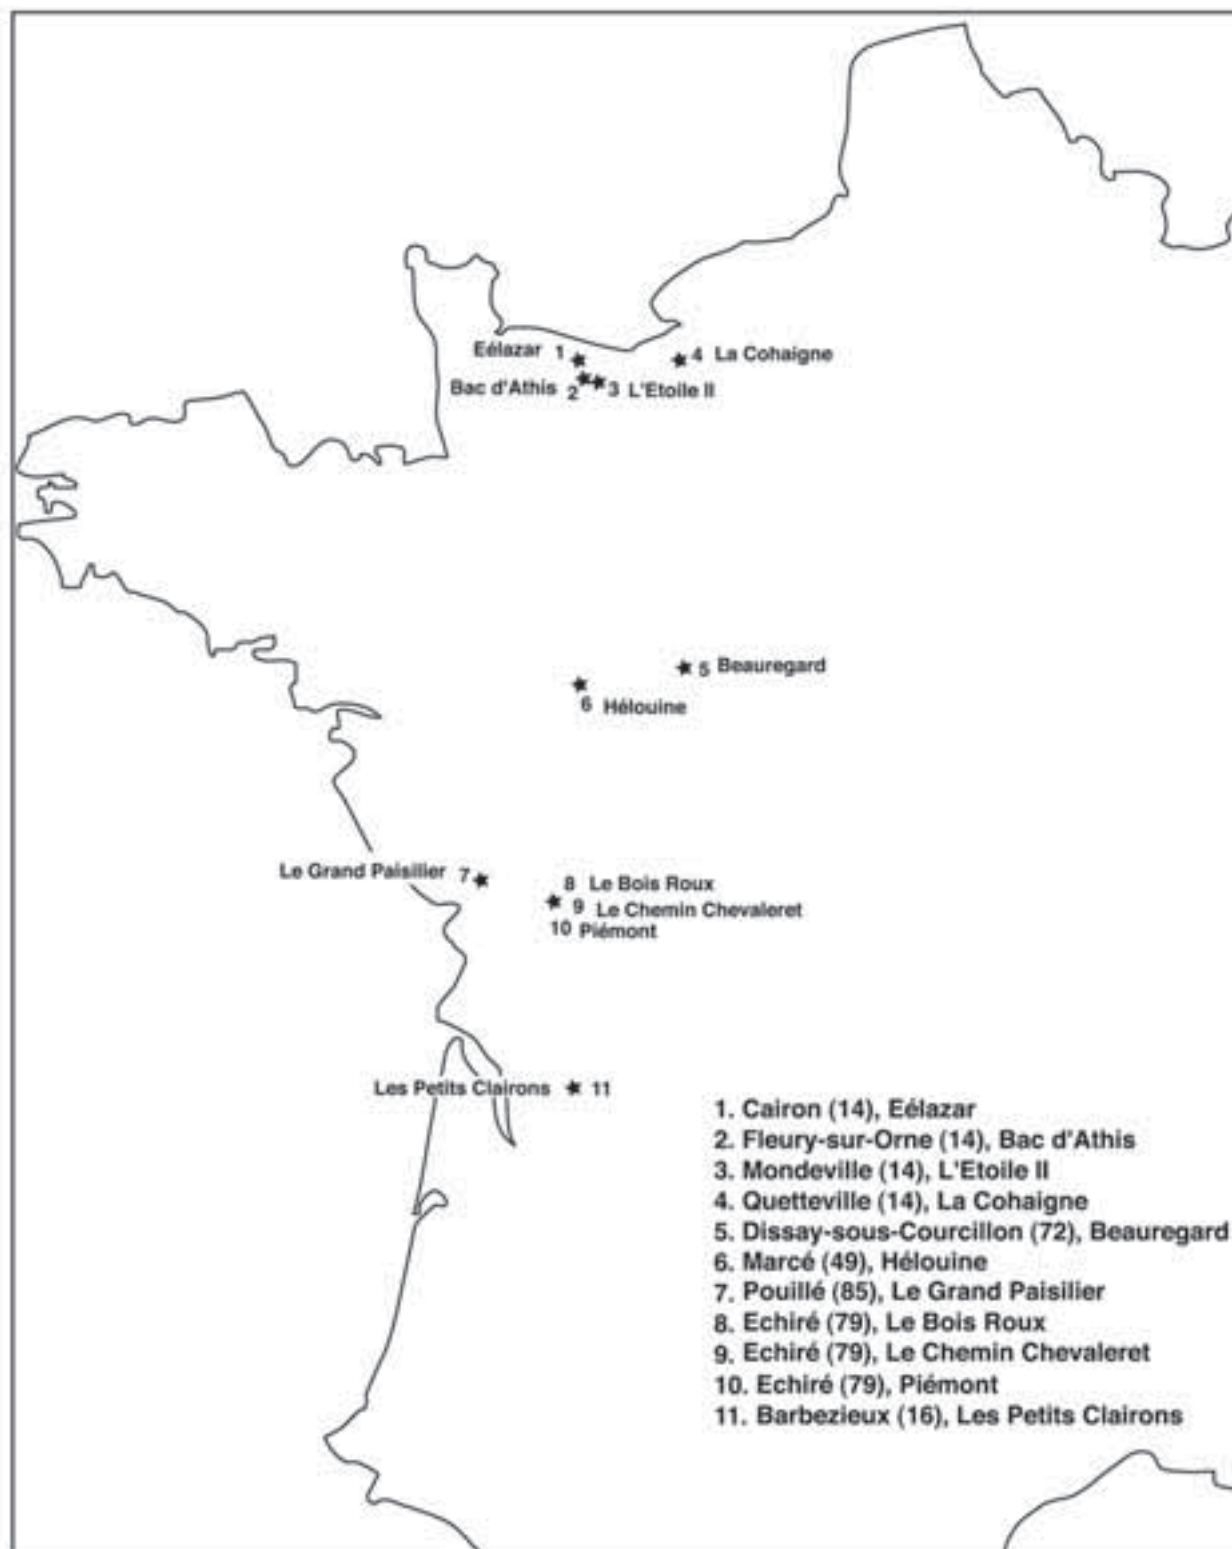 Eélazar 1
4 La Cohaigne
Bac d'Athis 2
3 L'Etoile II
5 Beauregard
6 Hélouine
Le Grand Paisilier 7
8 Le Bois Roux
9 Le Chemin Chevaleret
10 Piémont
Les Petits Clairons 11
1. Cairon (14), Eélazar
2. Fleury-sur-Orne (14), Bac d'Athis
3. Mondeville (14), L'Etoile II
4. Quetteville (14), La Cohaigne
5. Dissay-sous-Courcillon (72), Beauregard
6. Marcé (49), Hélouine
7. Pouillé (85), Le Grand Paisilier
8. Echiré (79), Le Bois Roux
9. Echiré (79), Le Chemin Chevaleret
10. Echiré (79), Piémont
11. Barbezieux (16), Les Petits Clairons